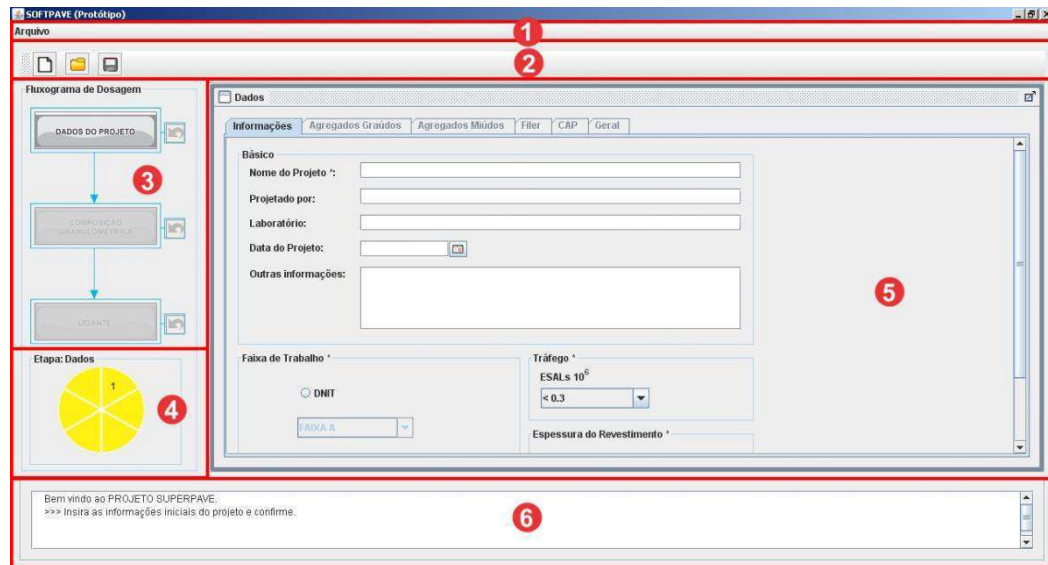 SOFTPAVE (Protótipo)
Arquivo
1
2
Fluxograma de Dosagem
DADOS DO PROJETO
3
COMPOSIÇÃO
GRANULOMÉTRICA
LIGANTE
Etapa: Dados
1
4
Dados
Informações Agregados Graúdos Agregados Miúdos Filer CAP Geral
Básico
Nome do Projeto *:
Projetado por:
Laboratório:
Data do Projeto:
Outras informações:
5
Faixa de Trabalho *
DNIT
FAIXA A
Tráfego *
ESALs 10⁶
< 0.3
Espessura do Revestimento *
Bem vindo ao PROJETO SUPERPAVE.
>>> Insira as informações iniciais do projeto e confirme.
6